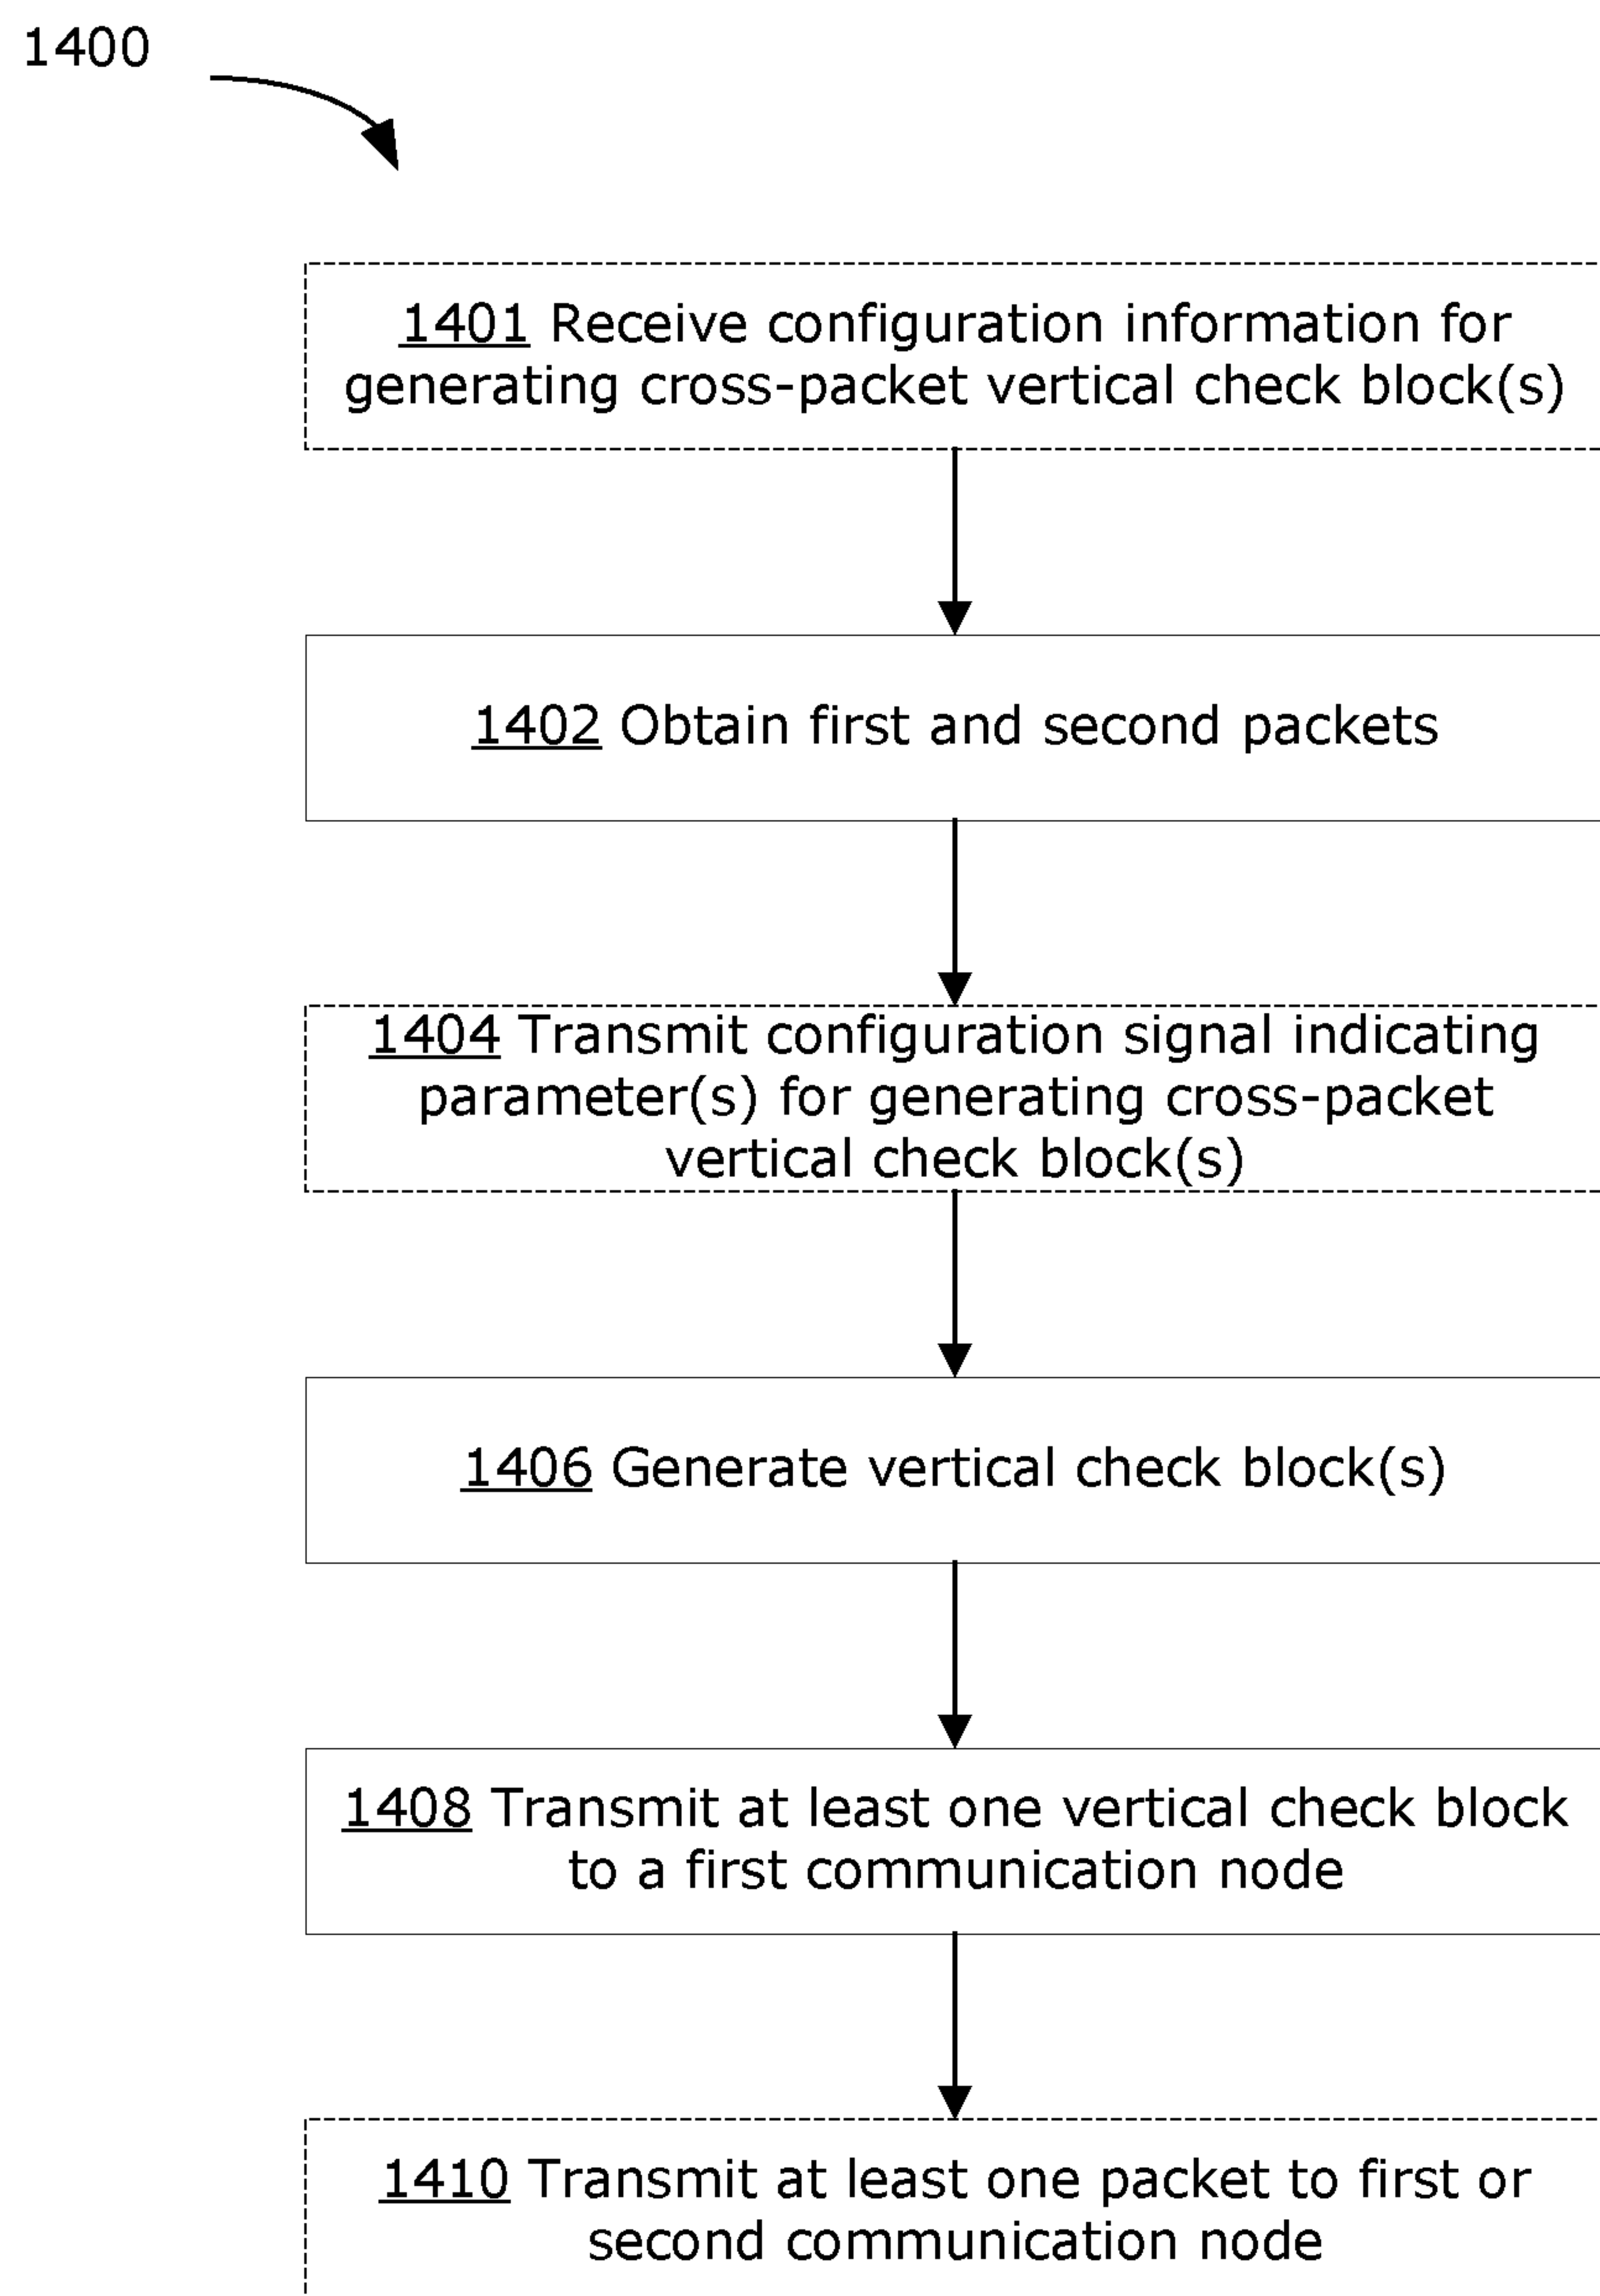 1400
1401 Receive configuration information for
generating cross-packet vertical check block(s)
1402 Obtain first and second packets
1404 Transmit configuration signal indicating
parameter(s) for generating cross-packet
vertical check block(s)
1406 Generate vertical check block(s)
1408 Transmit at least one vertical check block
to a first communication node
1410 Transmit at least one packet to first or
second communication node